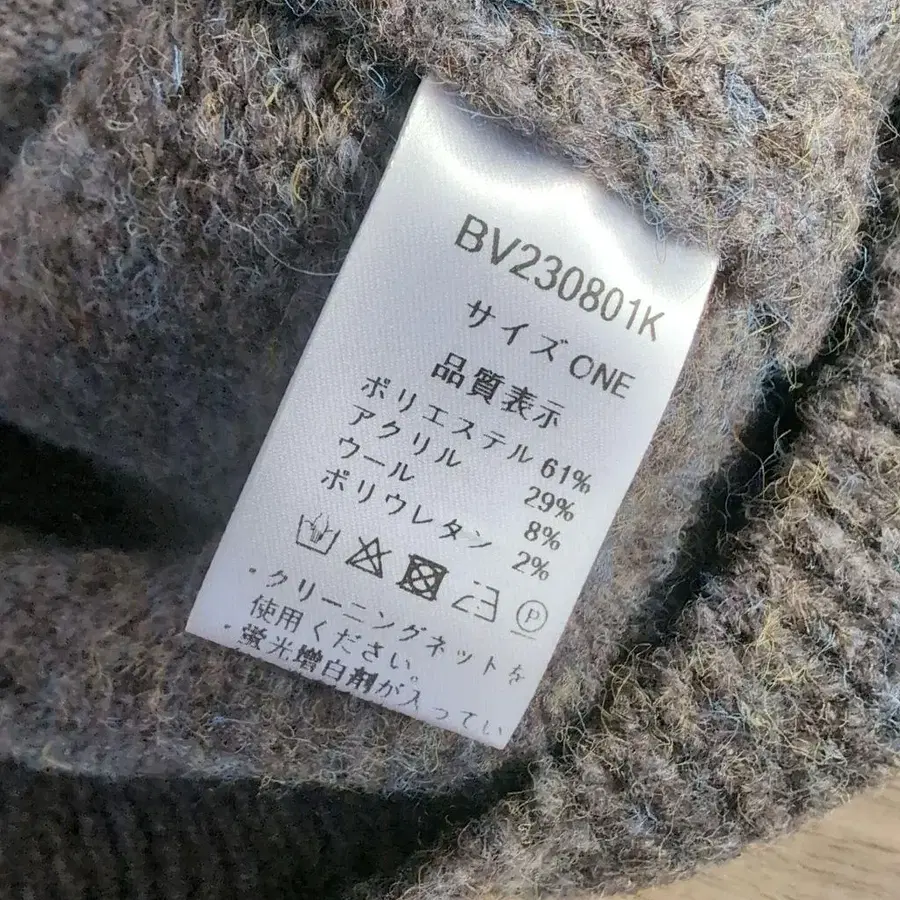 BV230801K
サイズ ONE
品質表示
ポリエステル 61%
アクリル 29%
ウール 8%
ポリウレタン 2%
P
・クリーニングネットを
使用ください。
・蛍光増白剤が入ってい